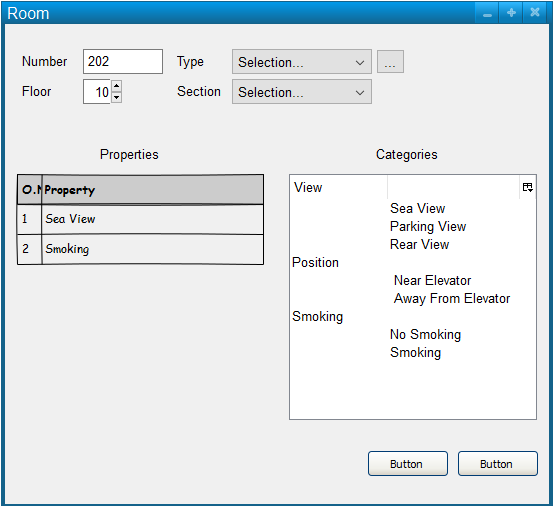 Room
Number 202 Type Selection... ...
Floor 10 Section Selection...
Properties Categories
O.N Property
1 Sea View
2 Smoking
View
Sea View
Parking View
Rear View
Position
Near Elevator
Away From Elevator
Smoking
No Smoking
Smoking
Button Button